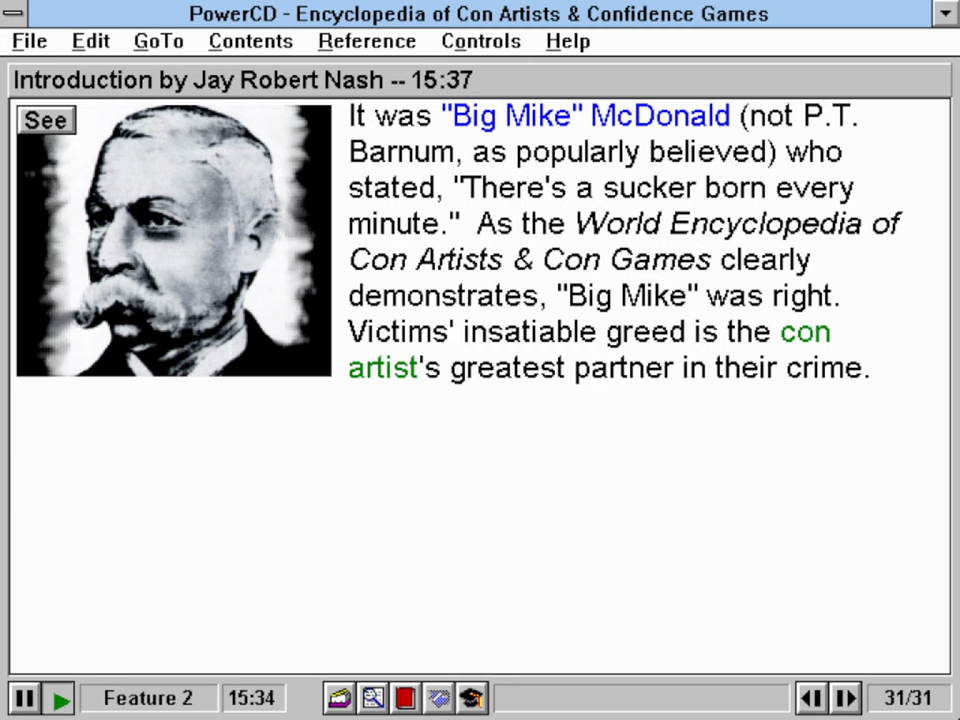 PowerCD - Encyclopedia of Con Artists & Confidence Games
File Edit GoTo Contents Reference Controls Help
Introduction by Jay Robert Nash -- 15:37
See
It was "Big Mike" McDonald (not P.T.
Barnum, as popularly believed) who
stated, "There's a sucker born every
minute."  As the World Encyclopedia of
Con Artists & Con Games clearly
demonstrates, "Big Mike" was right.
Victims' insatiable greed is the con
artist's greatest partner in their crime.
Feature 2 15:34 31/31